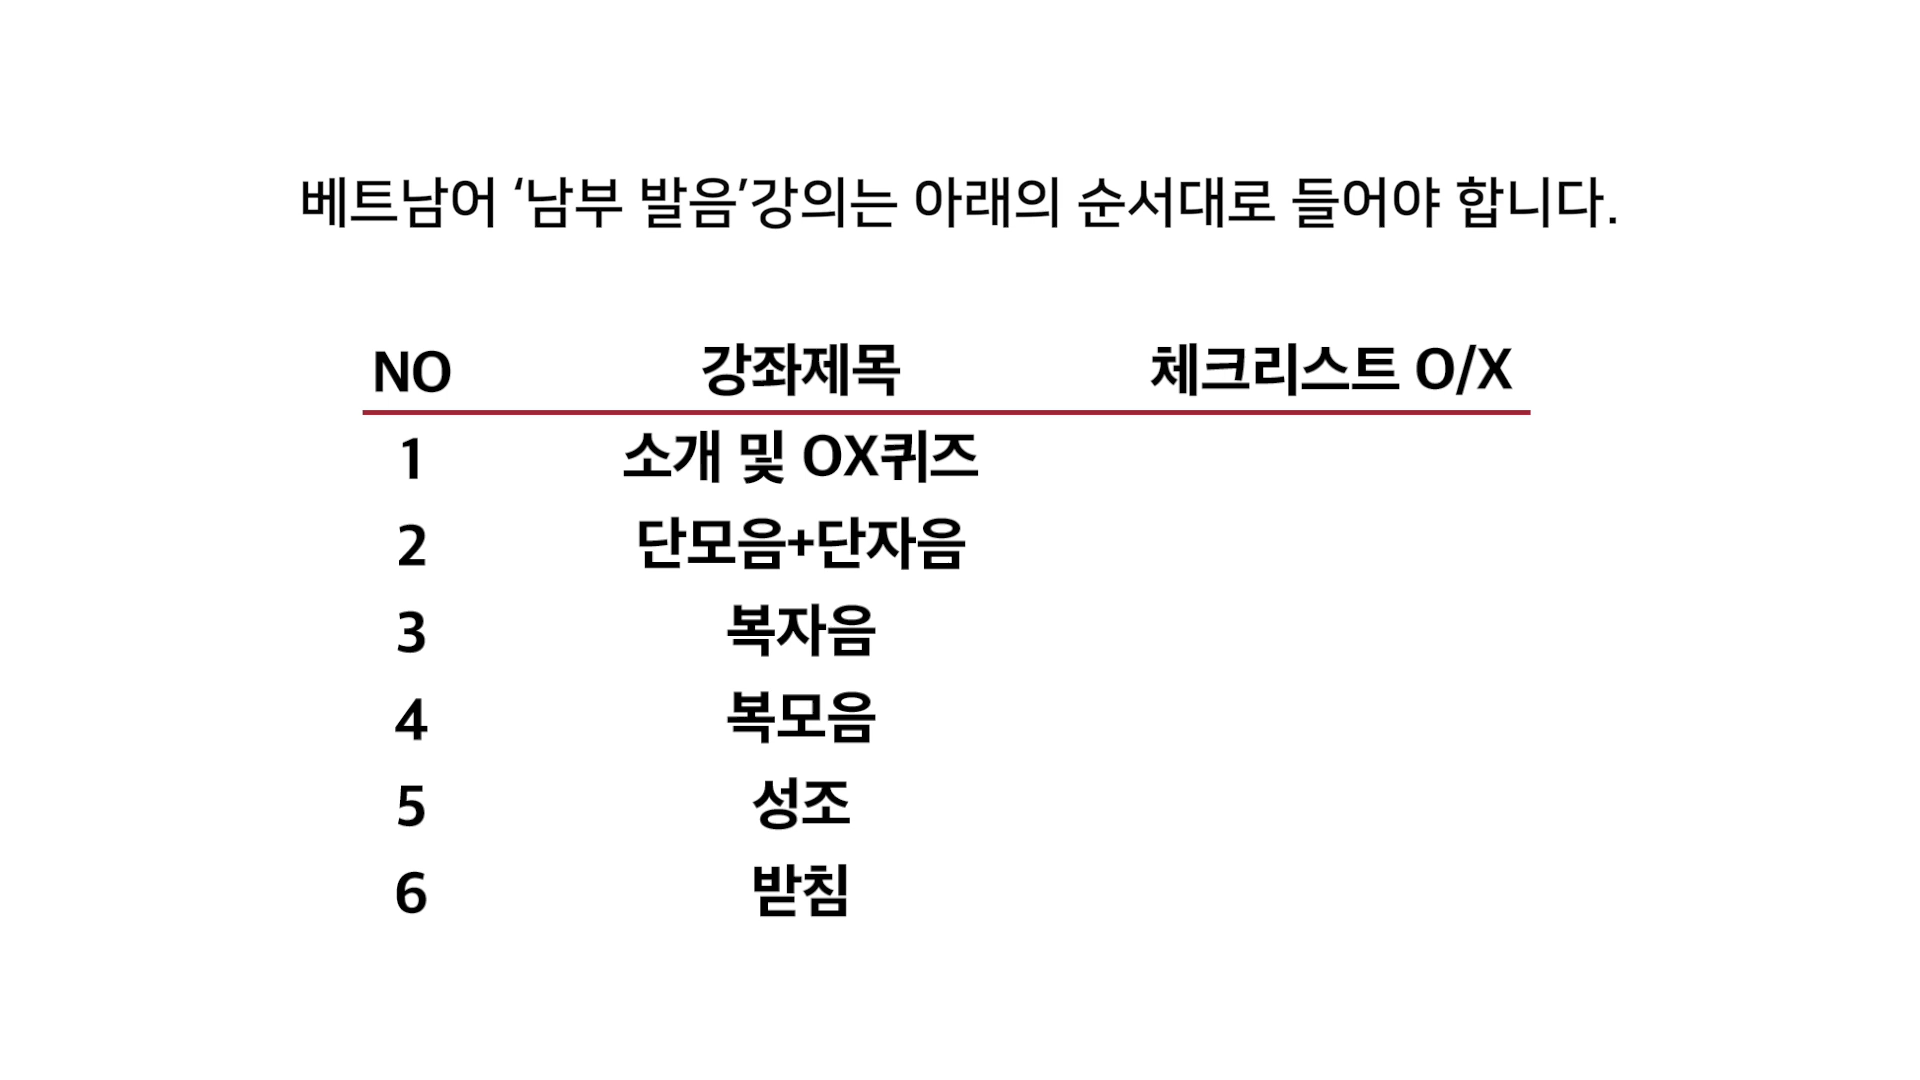 베트남어 ‘남부 발음’강의는 아래의 순서대로 들어야 합니다.
NO 강좌제목 체크리스트 O/X
1 소개 및 OX퀴즈
2 단모음+단자음
3 복자음
4 복모음
5 성조
6 받침